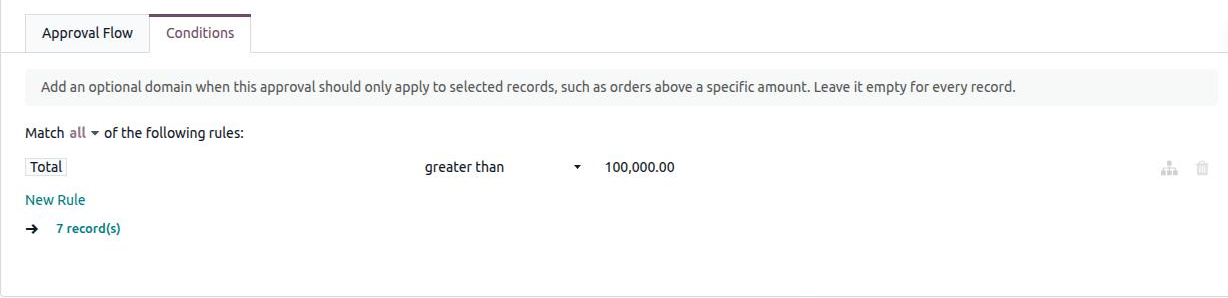 Approval Flow Conditions
Add an optional domain when this approval should only apply to selected records, such as orders above a specific amount. Leave it empty for every record.
Match all of the following rules:
Total greater than 100,000.00
New Rule
7 record(s)